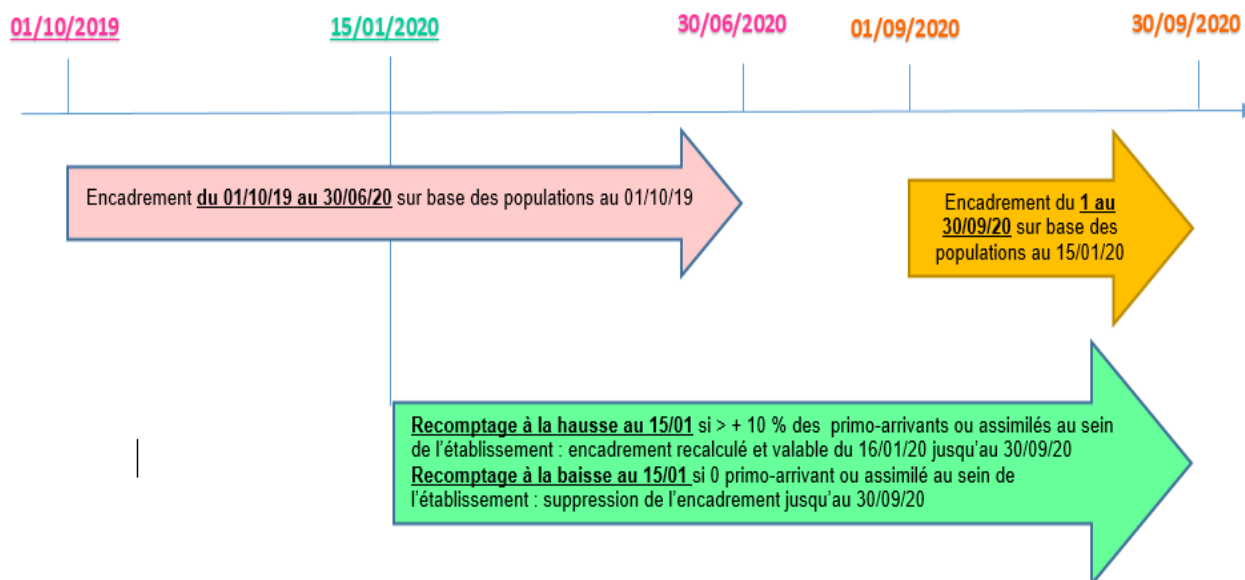 01/10/2019
15/01/2020
30/06/2020
01/09/2020
30/09/2020
Encadrement du 01/10/19 au 30/06/20 sur base des populations au 01/10/19
Encadrement du 1 au
30/09/20 sur base des
populations au 15/01/20
Recomptage à la hausse au 15/01 si > + 10 % des primo-arrivants ou assimilés au sein
de l'établissement : encadrement recalculé et valable du 16/01/20 jusqu'au 30/09/20
Recomptage à la baisse au 15/01 si 0 primo-arrivant ou assimilé au sein de
l'établissement : suppression de l'encadrement jusqu'au 30/09/20